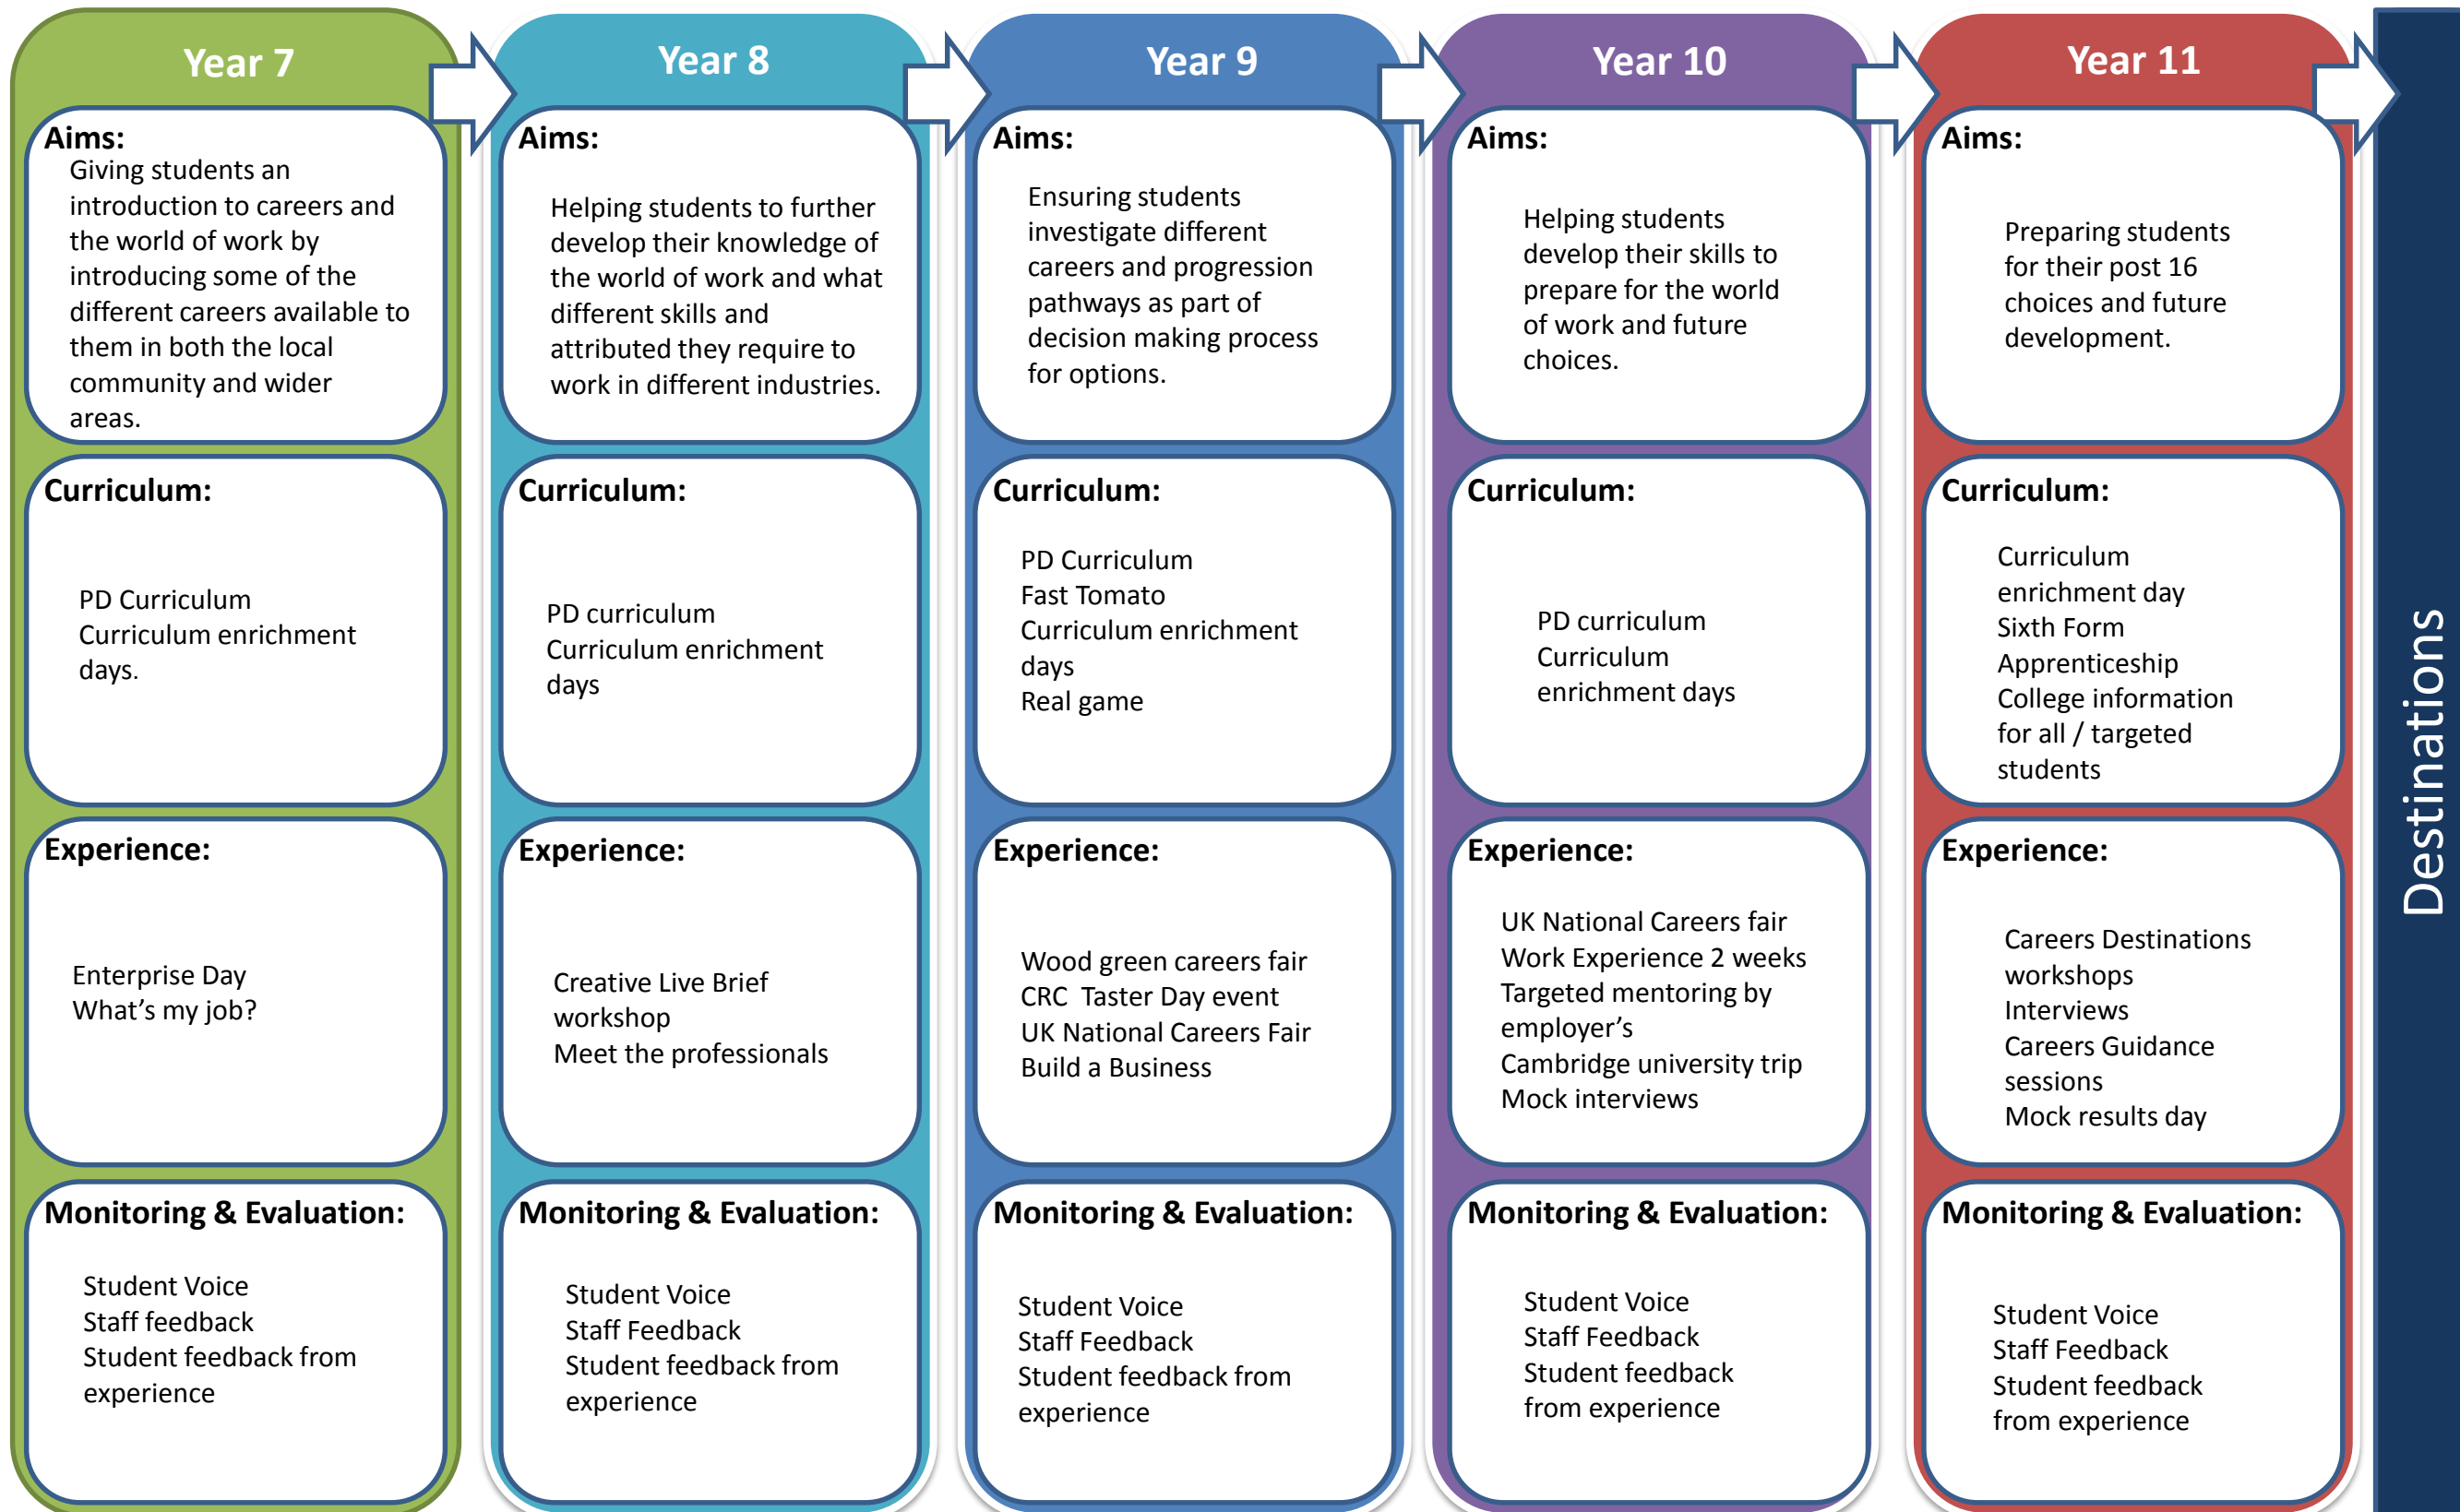 Year 7
Aims:
Giving students an
introduction to careers and
the world of work by
introducing some of the
different careers available to
them in both the local
community and wider
areas.
Curriculum:
PD Curriculum
Curriculum enrichment
days.
Experience:
Enterprise Day
What’s my job?
Monitoring & Evaluation:
Student Voice
Staff feedback
Student feedback from
experience
Year 8
Aims:
Helping students to further
develop their knowledge of
the world of work and what
different skills and
attributed they require to
work in different industries.
Curriculum:
PD curriculum
Curriculum enrichment
days
Experience:
Creative Live Brief
workshop
Meet the professionals
Monitoring & Evaluation:
Student Voice
Staff Feedback
Student feedback from
experience
Year 9
Aims:
Ensuring students
investigate different
careers and progression
pathways as part of
decision making process
for options.
Curriculum:
PD Curriculum
Fast Tomato
Curriculum enrichment
days
Real game
Experience:
Wood green careers fair
CRC Taster Day event
UK National Careers Fair
Build a Business
Monitoring & Evaluation:
Student Voice
Staff Feedback
Student feedback from
experience
Year 10
Aims:
Helping students
develop their skills to
prepare for the world
of work and future
choices.
Curriculum:
PD curriculum
Curriculum
enrichment days
Experience:
UK National Careers fair
Work Experience 2 weeks
Targeted mentoring by
employer’s
Cambridge university trip
Mock interviews
Monitoring & Evaluation:
Student Voice
Staff Feedback
Student feedback
from experience
Year 11
Aims:
Preparing students
for their post 16
choices and future
development.
Curriculum:
Curriculum
enrichment day
Sixth Form
Apprenticeship
College information
for all / targeted
students
Experience:
Careers Destinations
workshops
Interviews
Careers Guidance
sessions
Mock results day
Monitoring & Evaluation:
Student Voice
Staff Feedback
Student feedback
from experience
Destinations